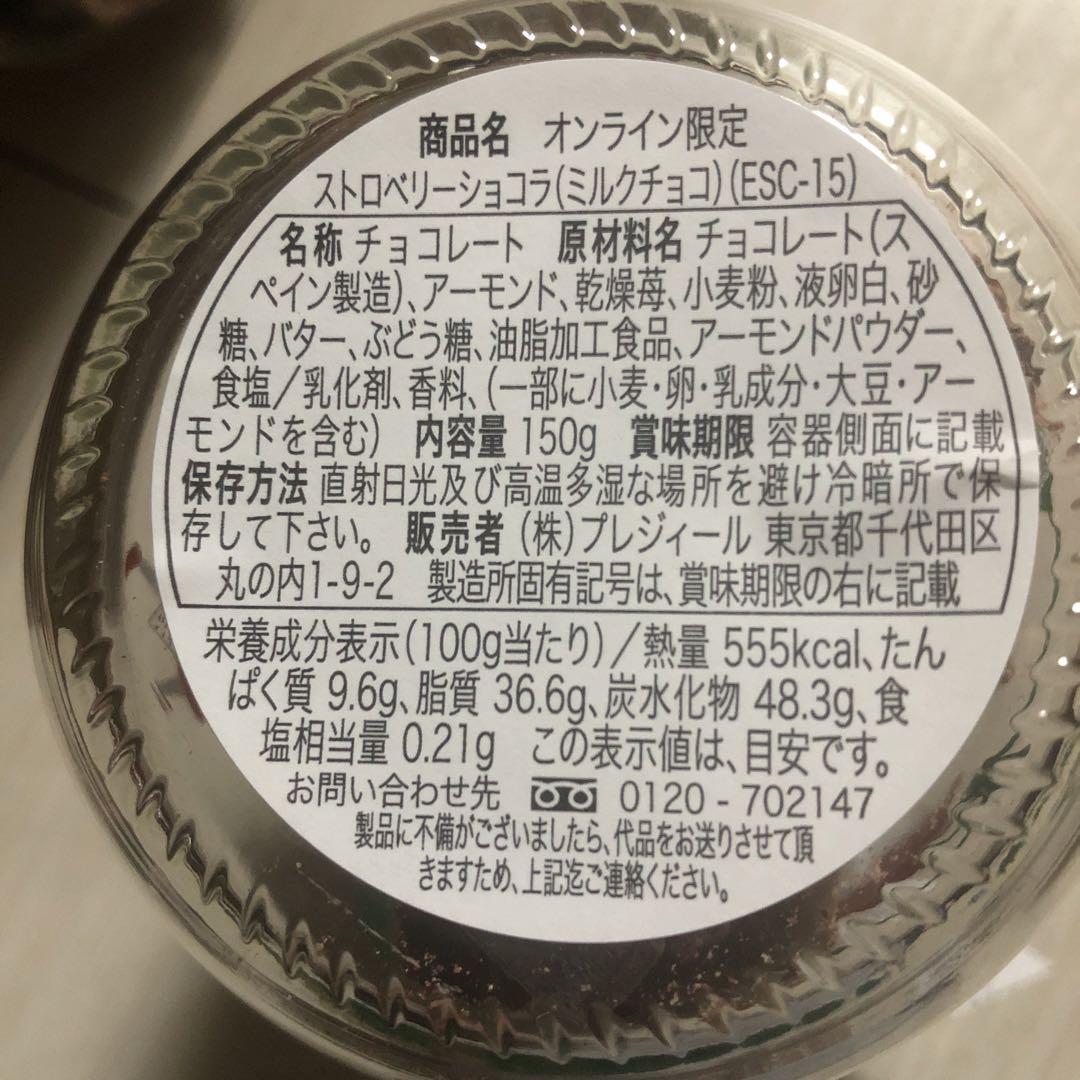 商品名 オンライン限定
ストロベリーショコラ(ミルクチョコ)(ESC-15)
名称 チョコレート 原材料名 チョコレート(ス
ペイン製造)、アーモンド、乾燥苺、小麦粉、液卵白、砂
糖、バター、ぶどう糖、油脂加工食品、アーモンドパウダー、
食塩/乳化剤、香料、(一部に小麦・卵・乳成分・大豆・アー
モンドを含む) 内容量 150g 賞味期限 容器側面に記載
保存方法 直射日光及び高温多湿な場所を避け冷暗所で保
存して下さい。 販売者 (株)プレジィール 東京都千代田区
丸の内1-9-2 製造所固有記号は、賞味期限の右に記載
栄養成分表示(100g当たり)/熱量 555kcal、たん
ぱく質 9.6g、脂質 36.6g、炭水化物 48.3g、食
塩相当量 0.21g この表示値は、目安です。
お問い合わせ先 0120-702147
製品に不備がございましたら、代品をお送りさせて頂
きますため、上記迄ご連絡ください。